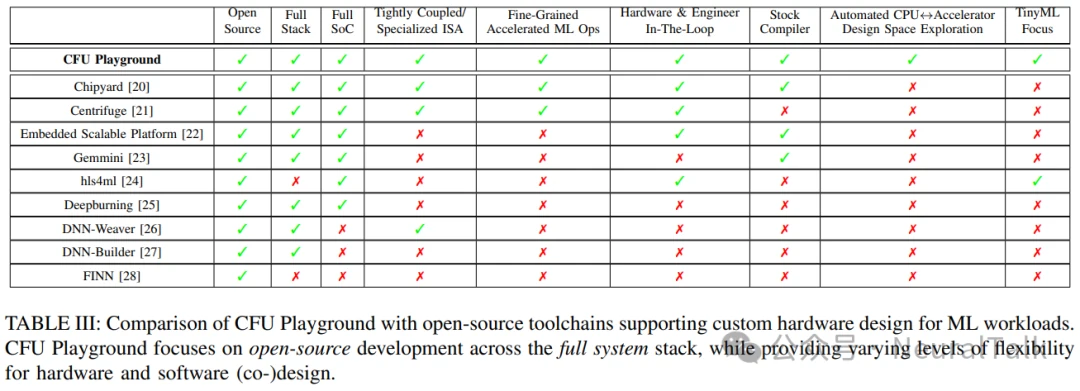 Open Source Full Stack Full SoC Tightly Coupled/ Specialized ISA Fine-Grained Accelerated ML Ops Hardware & Engineer In-The-Loop Stock Compiler Automated CPU↔Accelerator Design Space Exploration TinyML Focus
CFU Playground ✓ ✓ ✓ ✓ ✓ ✓ ✓ ✓ ✓
Chipyard [20] ✓ ✓ ✓ ✓ ✓ ✓ ✓ ✗ ✗
Centrifuge [21] ✓ ✓ ✓ ✓ ✓ ✓ ✗ ✗ ✗
Embedded Scalable Platform [22] ✓ ✓ ✓ ✗ ✗ ✓ ✓ ✗ ✗
Gemmini [23] ✓ ✓ ✓ ✗ ✗ ✗ ✓ ✗ ✗
hls4ml [24] ✓ ✗ ✓ ✗ ✗ ✓ ✗ ✗ ✓
Deepburning [25] ✓ ✓ ✓ ✗ ✗ ✗ ✗ ✗ ✗
DNN-Weaver [26] ✓ ✓ ✗ ✓ ✗ ✗ ✗ ✗ ✗
DNN-Builder [27] ✓ ✓ ✗ ✗ ✗ ✗ ✗ ✗ ✗
FINN [28] ✓ ✗ ✗ ✗ ✗ ✗ ✗ ✗ ✗
TABLE III: Comparison of CFU Playground with open-source toolchains supporting custom hardware design for ML workloads.
CFU Playground focuses on open-source development across the full system stack, while providing varying levels of flexibility
for hardware and software (co-)design.
公众号 · NeuralTalk